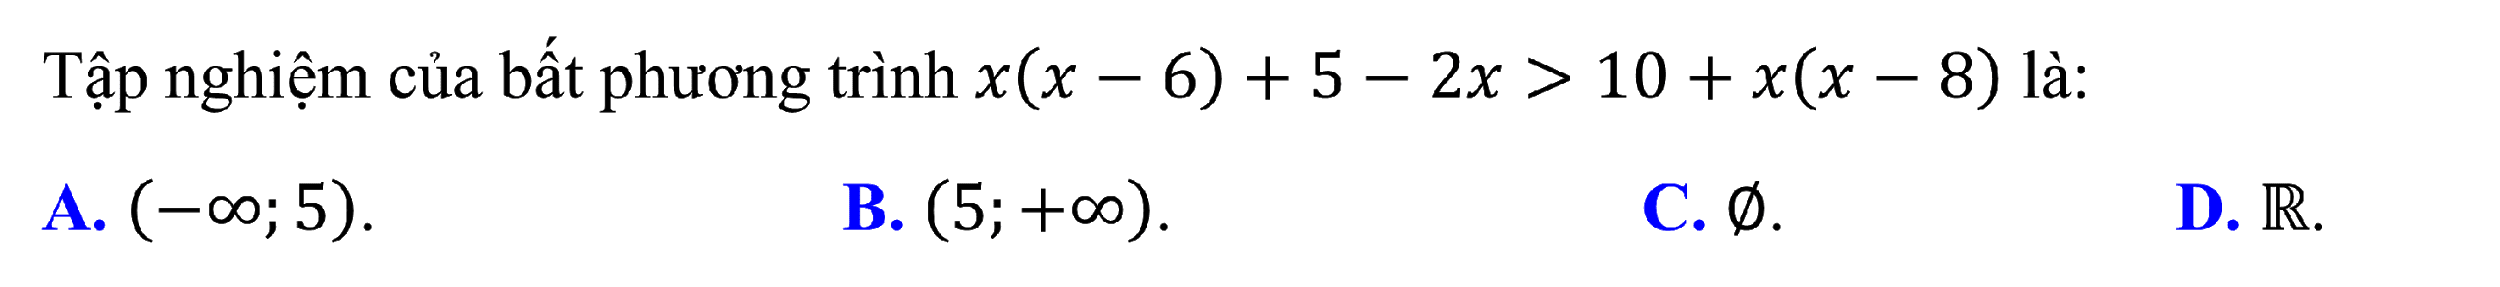 Tập nghiệm của bất phương trình x(x − 6) + 5 − 2x > 10 + x(x − 8) là:
A. (−∞; 5). B. (5; +∞). C. ∅. D. ℝ.